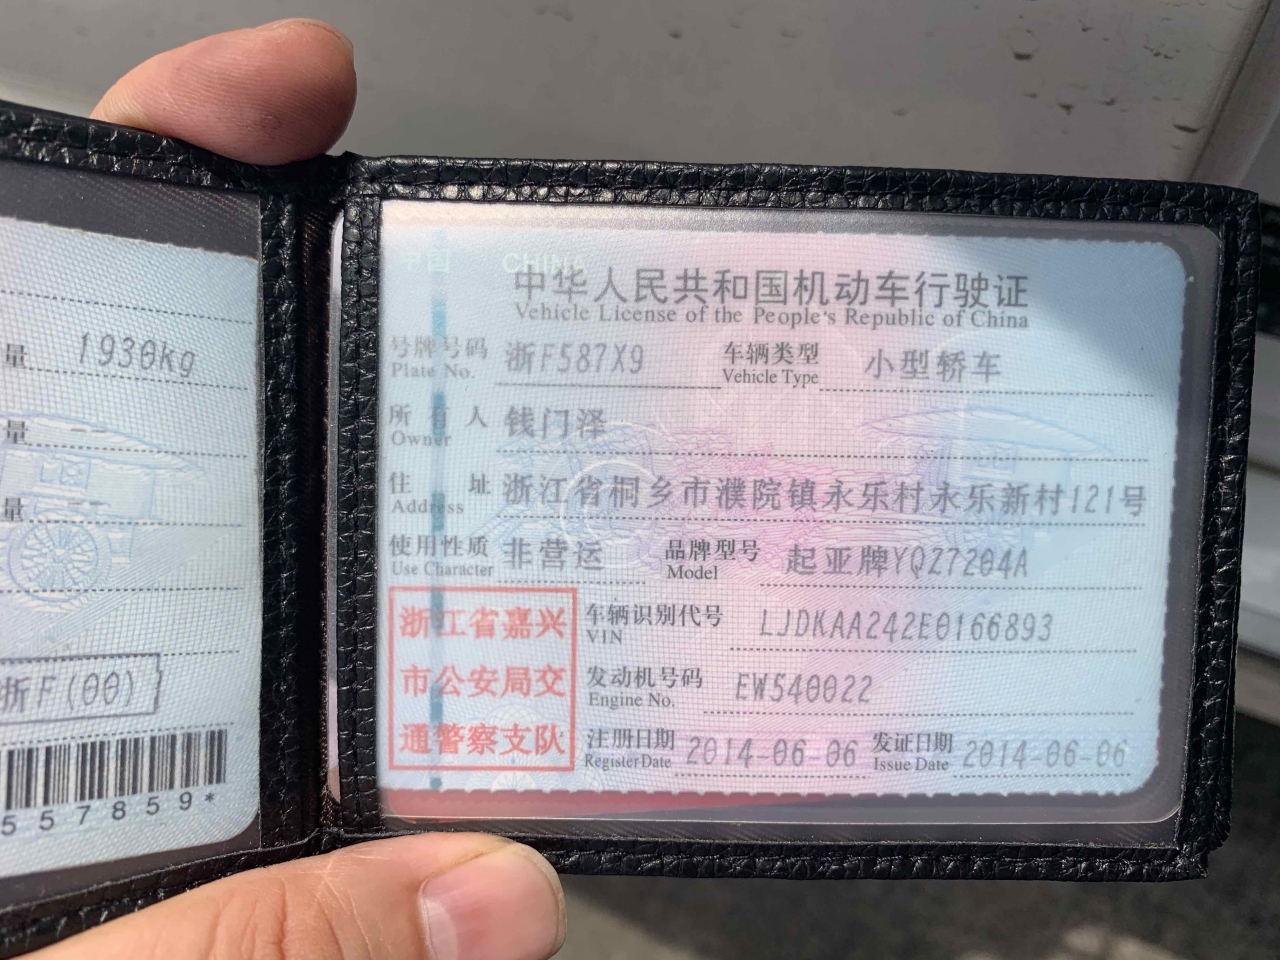 量 1930kg
量 --
量 --
浙F(00)
557859*
中国 CHINA
中华人民共和国机动车行驶证
Vehicle License of the People's Republic of China
号牌号码 浙F587X9 车辆类型 小型轿车
Plate No. Vehicle Type
所有人 钱门泽
Owner
住址 浙江省桐乡市濮院镇永乐村永乐新村121号
Address
使用性质 非营运 品牌型号 起亚牌YQZ7204A
Use Character Model
浙江省嘉兴
市公安局交
通警察支队
车辆识别代号 LJDKAA242E0166893
VIN
发动机号码 EW540022
Engine No.
注册日期 2014-06-06 发证日期 2014-06-06
Register Date Issue Date